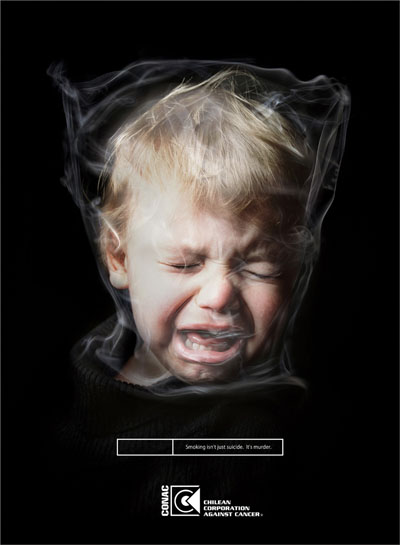 Smoking isn't just suicide. It's murder.
CONAC
CHILEAN
CORPORATION
AGAINST CANCER